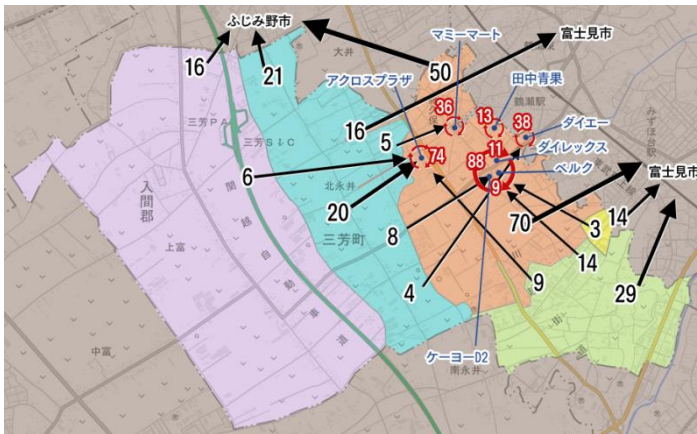 ふじみ野市
マミーマート
富士見市
大井
16
21
50
アクロスプラザ
田中青果
鶴瀬駅
16
36
13
38
ダイエー
みずほ台駅
三芳PA
5
三芳SIC
74
11
ダイレックス
6
88
ベルク
富士見市
入間郡
北永井
9
20
関越自動車道
三芳町
8
70
3
14
上富
4
9
14
29
中富
ケーヨーD2
南永井